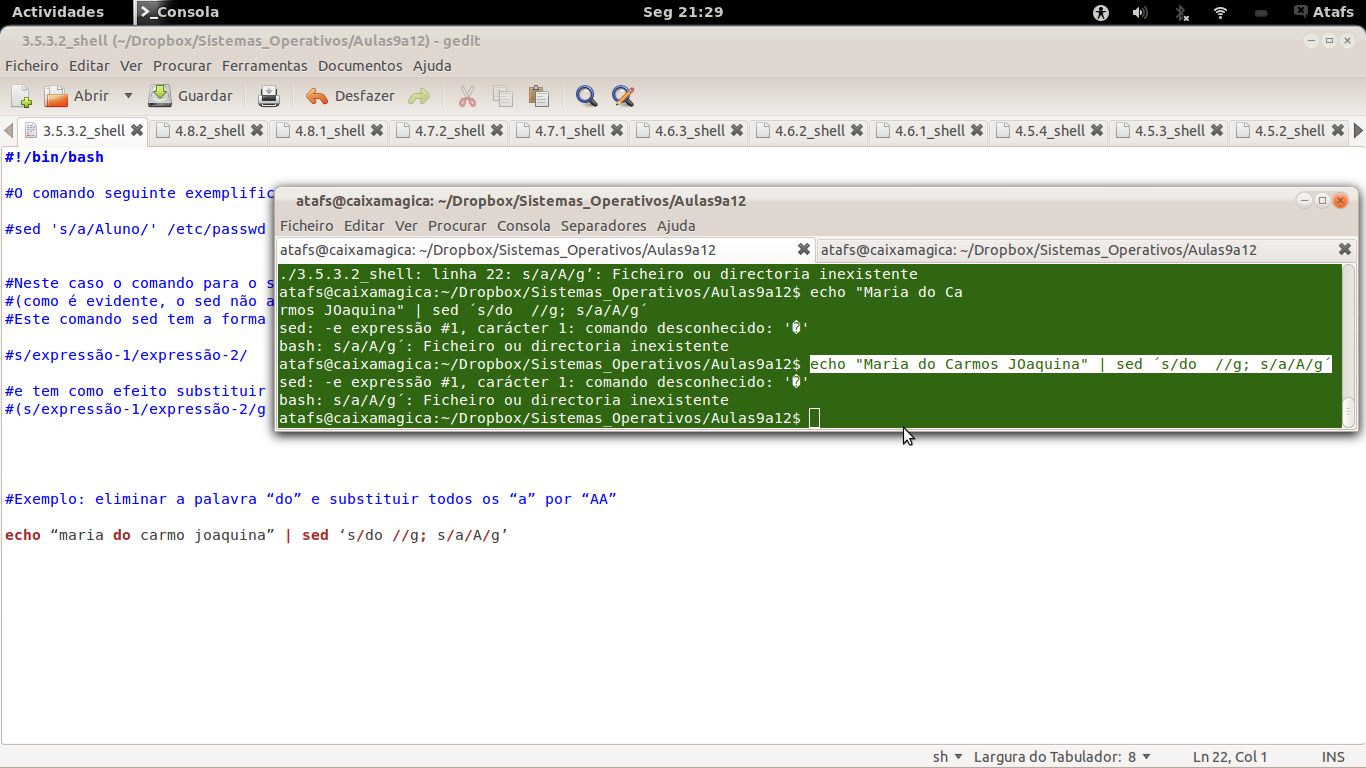 Actividades
Consola
Seg 21:29
Atafs
3.5.3.2_shell (~/Dropbox/Sistemas_Operativos/Aulas9a12) - gedit
Ficheiro Editar Ver Procurar Ferramentas Documentos Ajuda
Abrir Guardar Desfazer
3.5.3.2_shell 4.8.2_shell 4.8.1_shell 4.7.2_shell 4.7.1_shell 4.6.3_shell 4.6.2_shell 4.6.1_shell 4.5.4_shell 4.5.3_shell 4.5.2_shell
#!/bin/bash
#O comando seguinte exemplific
#sed 's/a/Aluno/' /etc/passwd
#Neste caso o comando para o s
#(como é evidente, o sed não a
#Este comando sed tem a forma
#s/expressão-1/expressão-2/
#e tem como efeito substituir
#(s/expressão-1/expressão-2/g
#Exemplo: eliminar a palavra “do” e substituir todos os “a” por “AA”
echo “maria do carmo joaquina” | sed ‘s/do //g; s/a/A/g’
atafs@caixamagica: ~/Dropbox/Sistemas_Operativos/Aulas9a12
Ficheiro Editar Ver Procurar Consola Separadores Ajuda
atafs@caixamagica: ~/Dropbox/Sistemas_Operativos/Aulas9a12 atafs@caixamagica: ~/Dropbox/Sistemas_Operativos/Aulas9a12
./3.5.3.2_shell: linha 22: s/a/A/g’: Ficheiro ou directoria inexistente
atafs@caixamagica:~/Dropbox/Sistemas_Operativos/Aulas9a12$ echo "Maria do Ca
rmos JOaquina" | sed ´s/do  //g; s/a/A/g´
sed: -e expressão #1, carácter 1: comando desconhecido: '�'
bash: s/a/A/g´: Ficheiro ou directoria inexistente
atafs@caixamagica:~/Dropbox/Sistemas_Operativos/Aulas9a12$ echo "Maria do Carmos JOaquina" | sed ´s/do  //g; s/a/A/g´
sed: -e expressão #1, carácter 1: comando desconhecido: '�'
bash: s/a/A/g´: Ficheiro ou directoria inexistente
atafs@caixamagica:~/Dropbox/Sistemas_Operativos/Aulas9a12$
sh Largura do Tabulador: 8 Ln 22, Col 1 INS